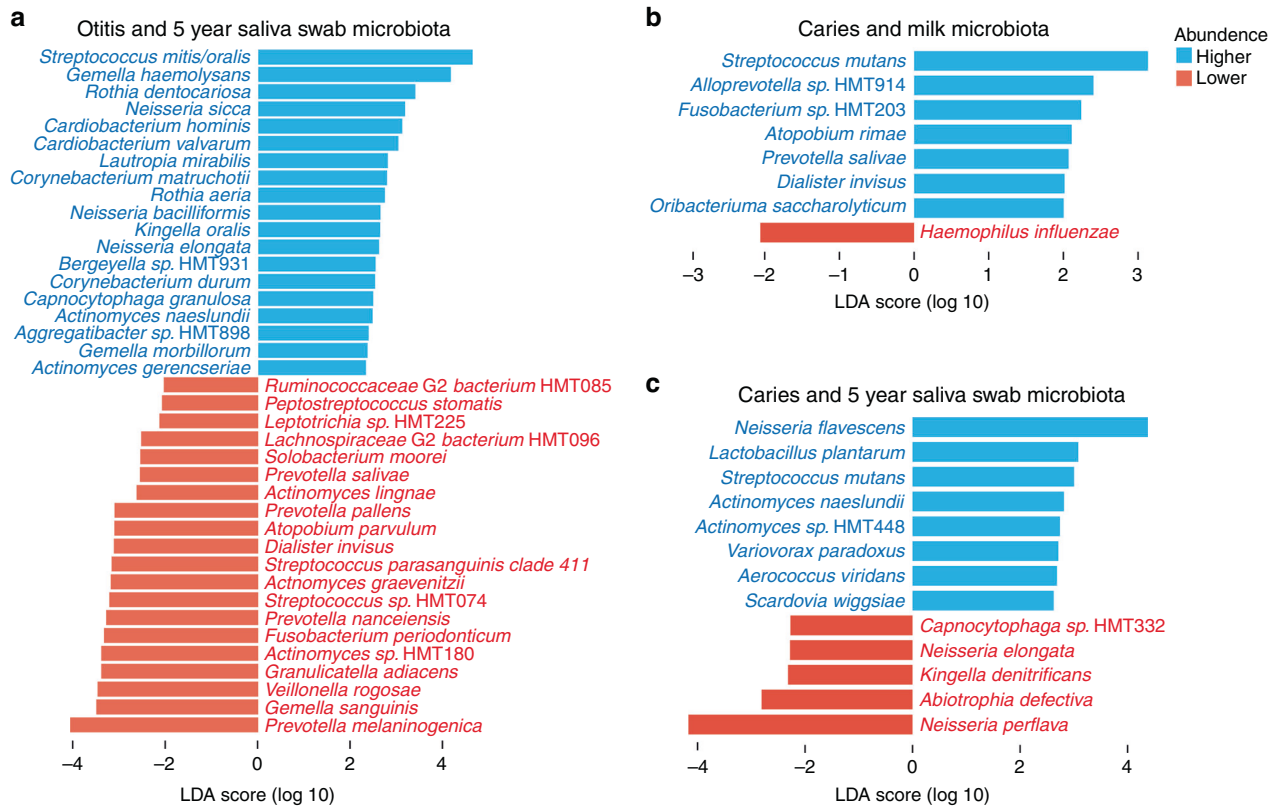 a
Otitis and 5 year saliva swab microbiota
Streptococcus mitis/oralis
Gemella haemolysans
Rothia dentocariosa
Neisseria sicca
Cardiobacterium hominis
Cardiobacterium valvarum
Lautropia mirabilis
Corynebacterium matruchotii
Rothia aeria
Neisseria bacilliformis
Kingella oralis
Neisseria elongata
Bergeyella sp. HMT931
Corynebacterium durum
Capnocytophaga granulosa
Actinomyces naeslundii
Aggregatibacter sp. HMT898
Gemella morbillorum
Actinomyces gerencseriae
Ruminococcaceae G2 bacterium HMT085
Peptostreptococcus stomatis
Leptotrichia sp. HMT225
Lachnospiraceae G2 bacterium HMT096
Solobacterium moorei
Prevotella salivae
Actinomyces lingnae
Prevotella pallens
Atopobium parvulum
Dialister invisus
Streptococcus parasanguinis clade 411
Actnomyces graevenitzii
Streptococcus sp. HMT074
Prevotella nanceiensis
Fusobacterium periodonticum
Actinomyces sp. HMT180
Granulicatella adiacens
Veillonella rogosae
Gemella sanguinis
Prevotella melaninogenica
−4 −2 0 2 4
LDA score (log 10)
b
Caries and milk microbiota
Streptococcus mutans
Alloprevotella sp. HMT914
Fusobacterium sp. HMT203
Atopobium rimae
Prevotella salivae
Dialister invisus
Oribacteriuma saccharolyticum
Haemophilus influenzae
−3 −2 −1 0 1 2 3
LDA score (log 10)
Abundence
Higher
Lower
c
Caries and 5 year saliva swab microbiota
Neisseria flavescens
Lactobacillus plantarum
Streptococcus mutans
Actinomyces naeslundii
Actinomyces sp. HMT448
Variovorax paradoxus
Aerococcus viridans
Scardovia wiggsiae
Capnocytophaga sp. HMT332
Neisseria elongata
Kingella denitrificans
Abiotrophia defectiva
Neisseria perflava
−4 −2 0 2 4
LDA score (log 10)